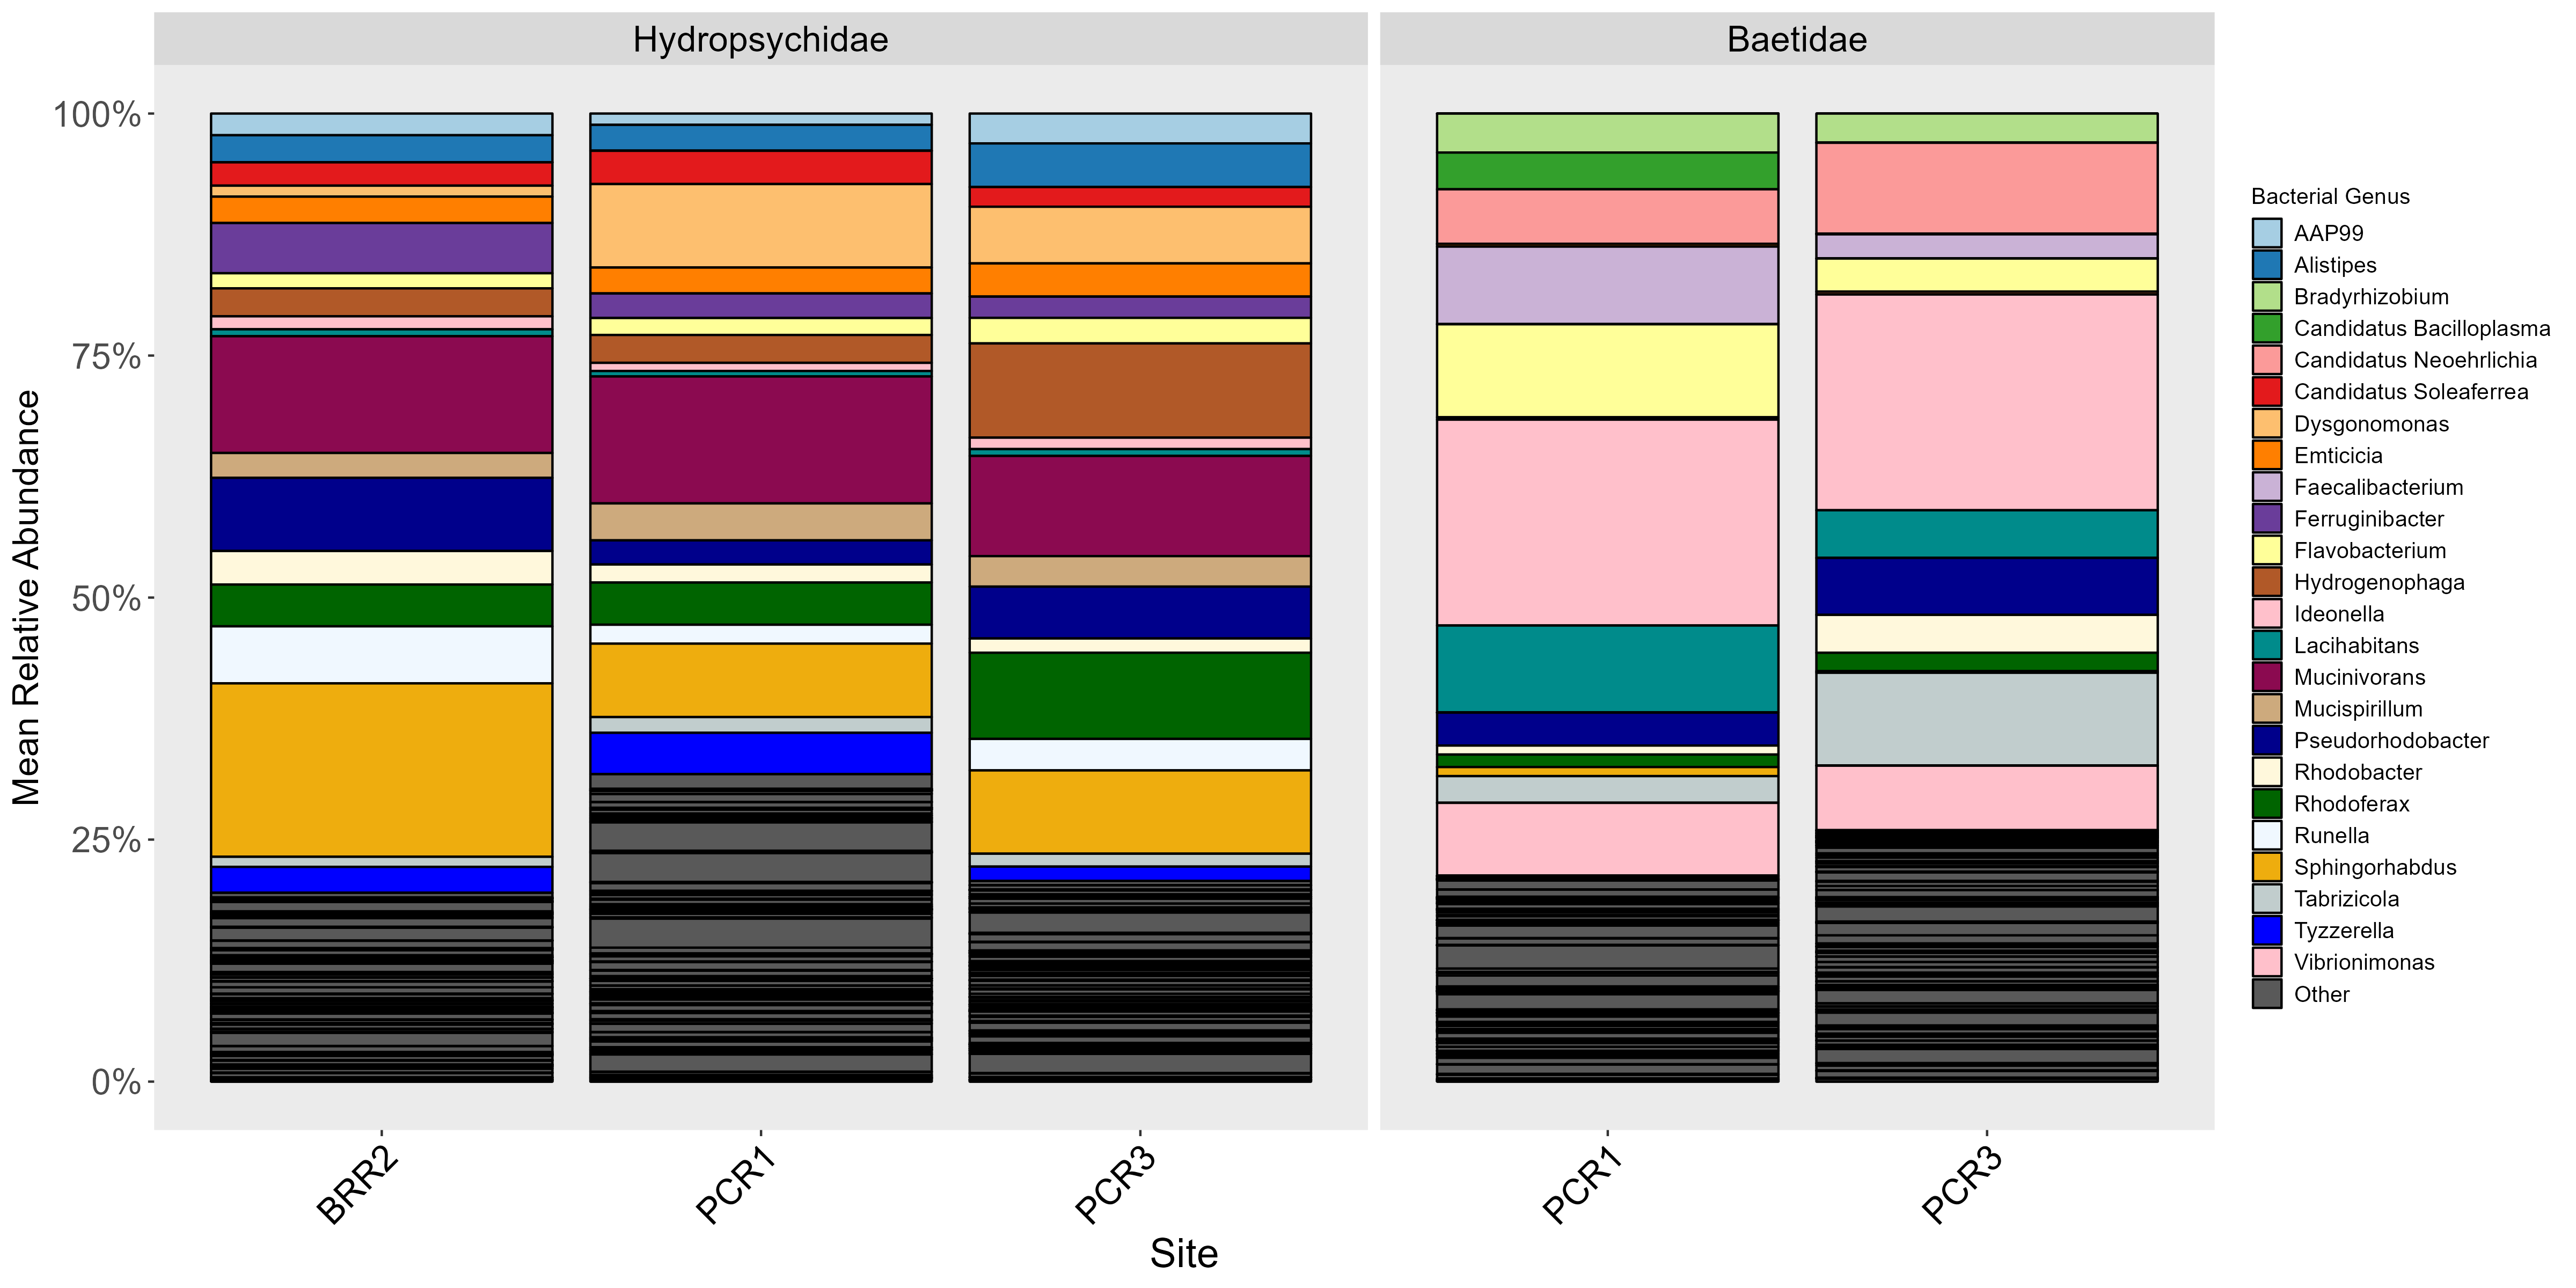 Hydropsychidae
Baetidae
Mean Relative Abundance
100%
75%
50%
25%
0%
BRR2
PCR1
PCR3
PCR1
PCR3
Site
Bacterial Genus
AAP99
Alistipes
Bradyrhizobium
Candidatus Bacilloplasma
Candidatus Neoehrlichia
Candidatus Soleaferrea
Dysgonomonas
Emticicia
Faecalibacterium
Ferruginibacter
Flavobacterium
Hydrogenophaga
Ideonella
Lacihabitans
Mucinivorans
Mucispirillum
Pseudorhodobacter
Rhodobacter
Rhodoferax
Runella
Sphingorhabdus
Tabrizicola
Tyzzerella
Vibrionimonas
Other